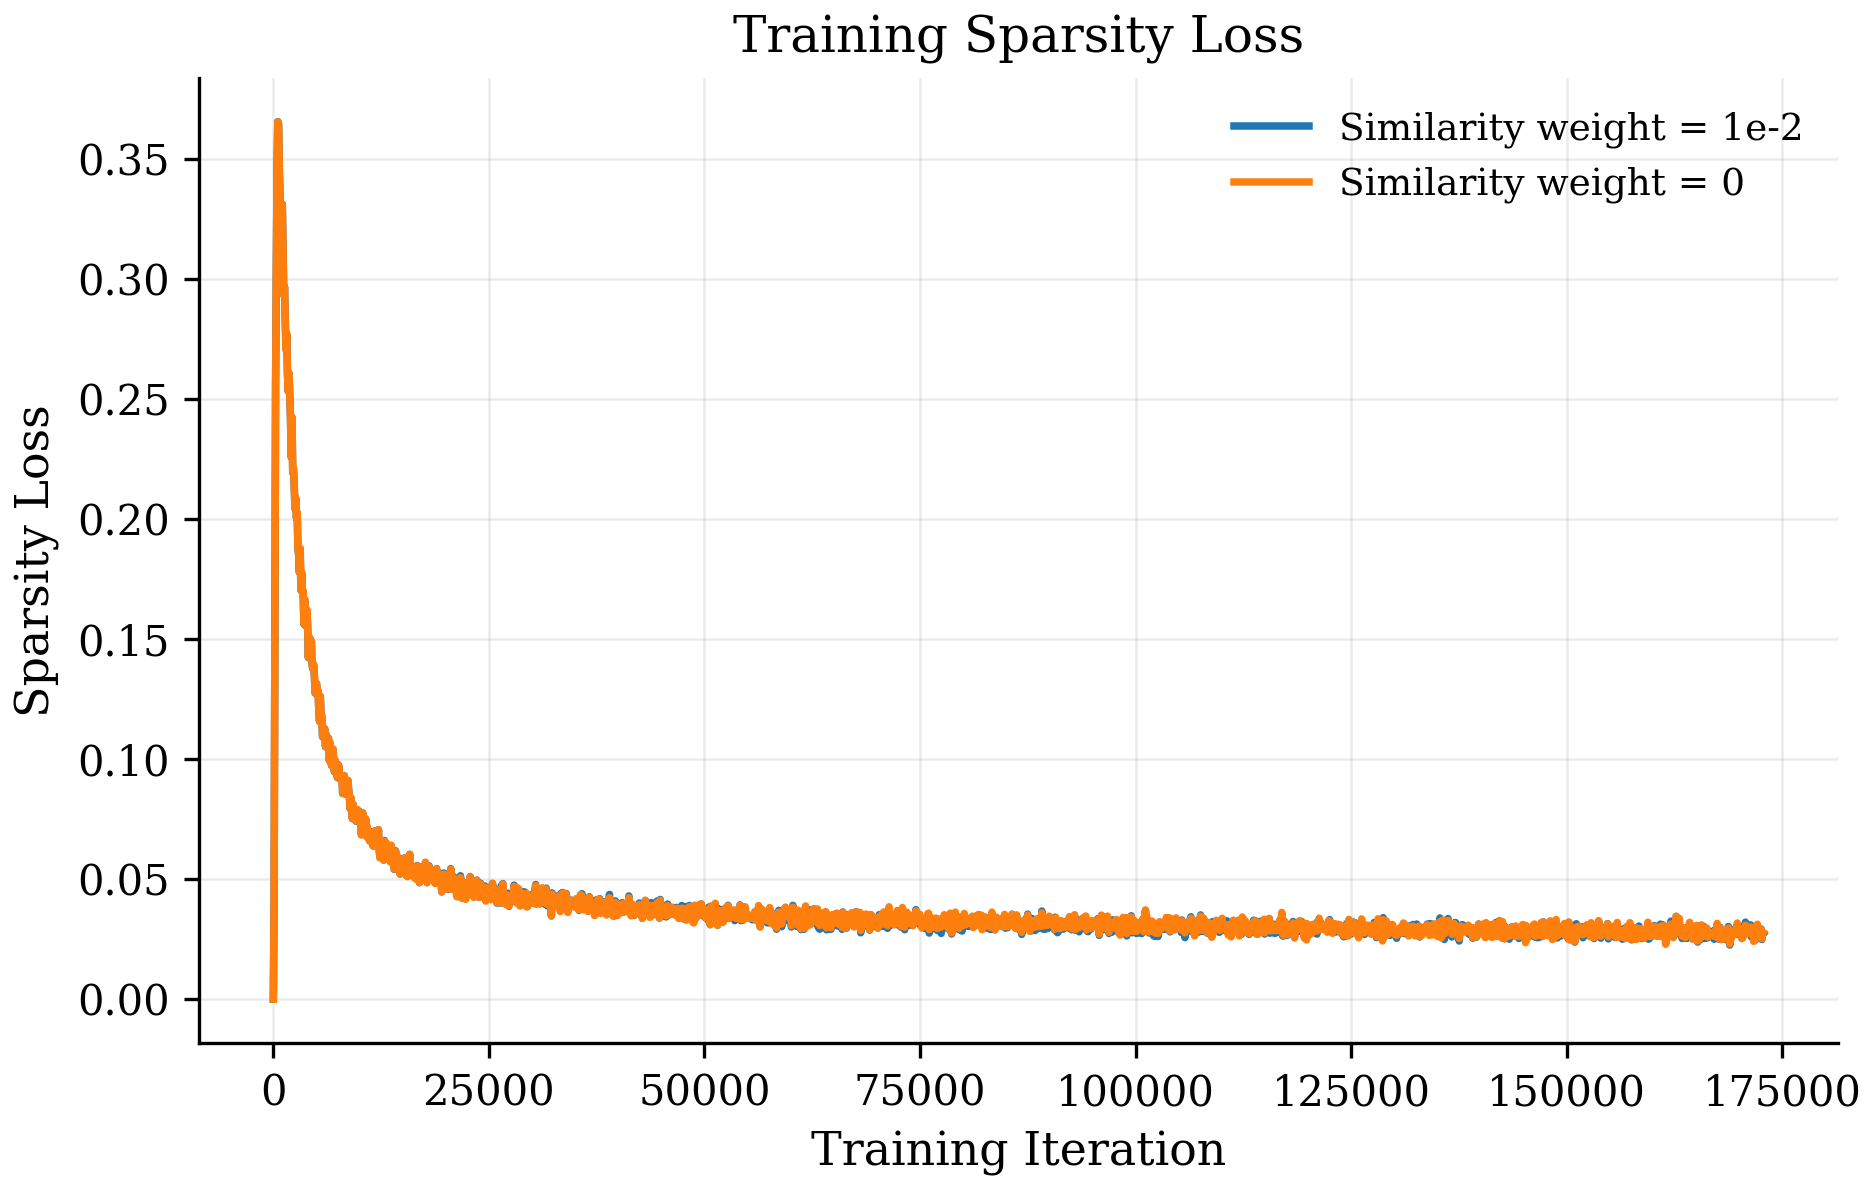 Training Sparsity Loss
Similarity weight = 1e-2
Similarity weight = 0
Sparsity Loss
0.35
0.30
0.25
0.20
0.15
0.10
0.05
0.00
0 25000 50000 75000 100000 125000 150000 175000
Training Iteration